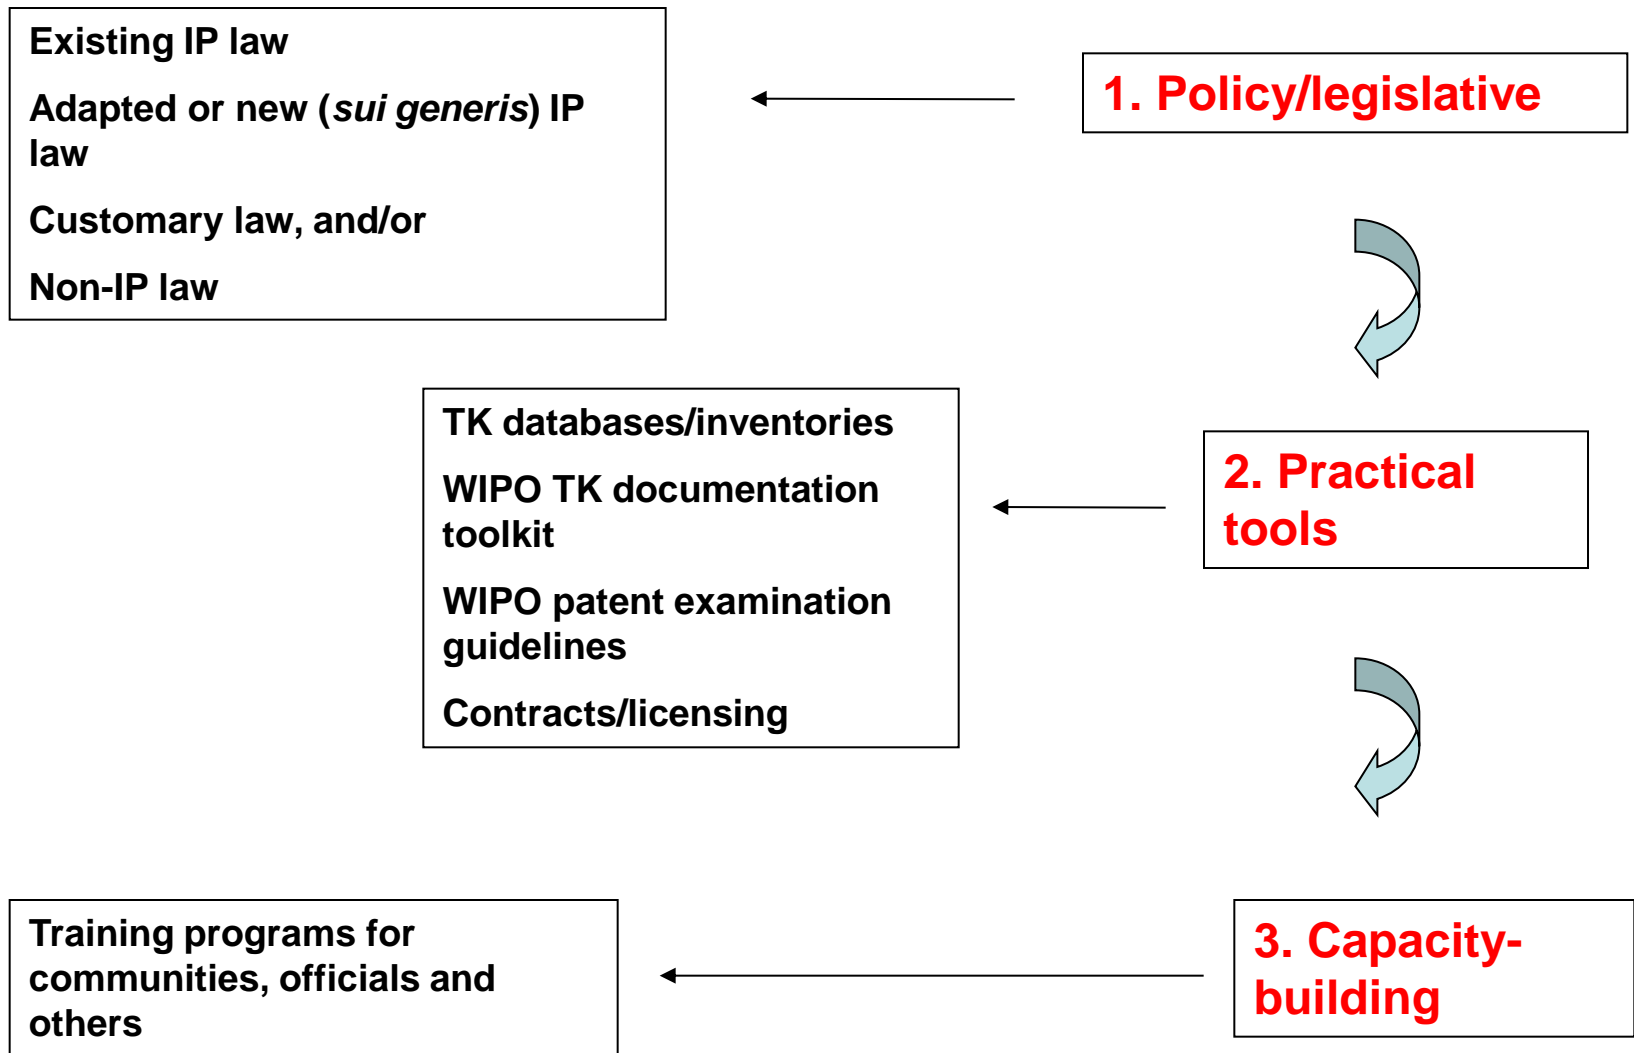 Existing IP law
Adapted or new (sui generis) IP
law
Customary law, and/or
Non-IP law
1. Policy/legislative
TK databases/inventories
WIPO TK documentation
toolkit
WIPO patent examination
guidelines
Contracts/licensing
2. Practical
tools
Training programs for
communities, officials and
others
3. Capacity-
building